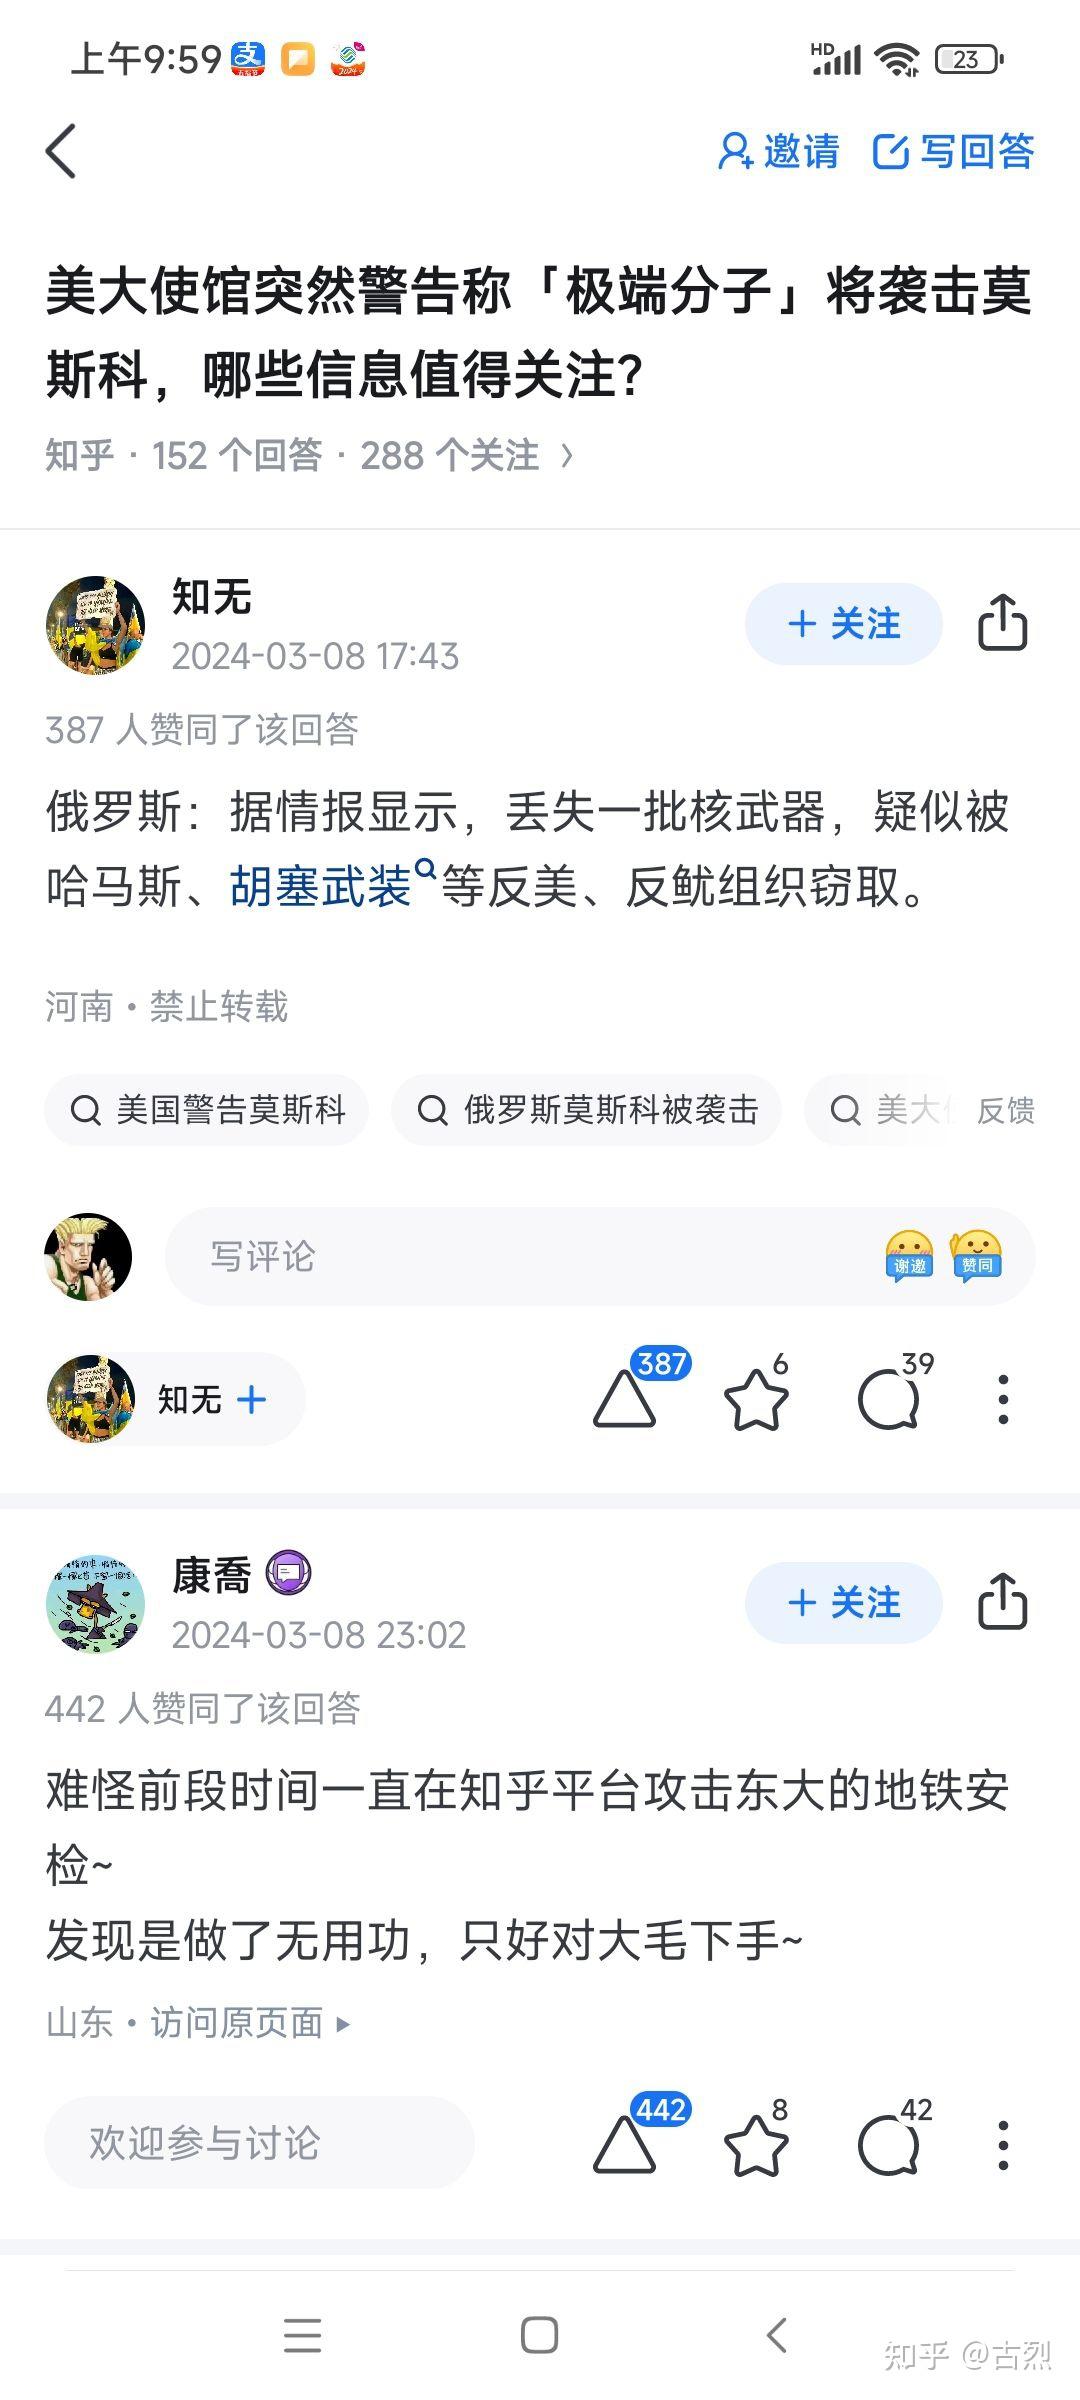 上午9:59
HD
23
邀请 写回答
美大使馆突然警告称「极端分子」将袭击莫
斯科，哪些信息值得关注？
知乎 · 152 个回答 · 288 个关注 >
知无
2024-03-08 17:43
+ 关注
387 人赞同了该回答
俄罗斯：据情报显示，丢失一批核武器，疑似被
哈马斯、胡塞武装等反美、反鱿组织窃取。
河南 · 禁止转载
美国警告莫斯科 俄罗斯莫斯科被袭击 美大 反馈
写评论 谢邀 赞同
知无 + 387 6 39
康喬
2024-03-08 23:02
+ 关注
442 人赞同了该回答
难怪前段时间一直在知乎平台攻击东大的地铁安
检~
发现是做了无用功，只好对大毛下手~
山东 · 访问原页面
欢迎参与讨论 442 8 42
知乎 @古烈